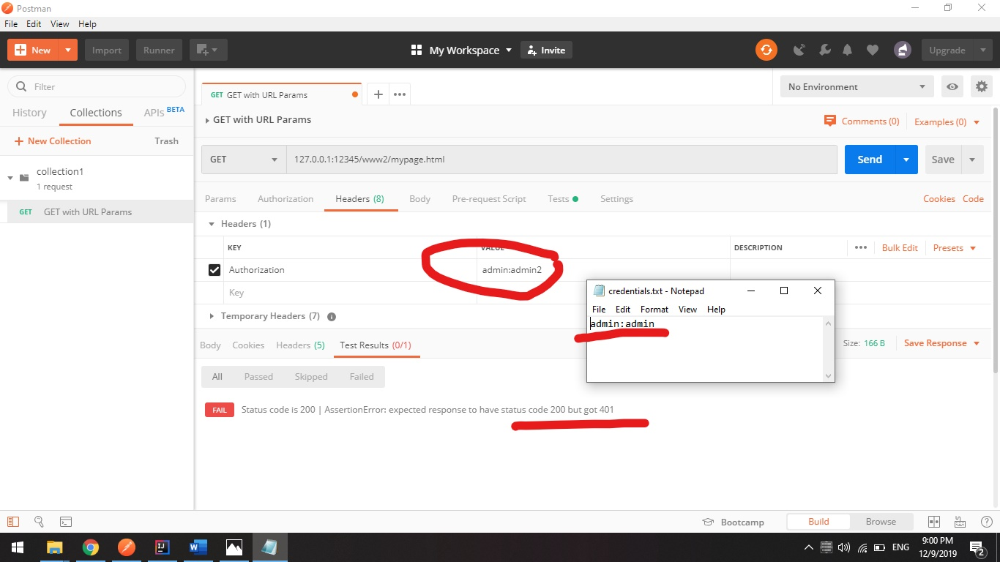 Postman
File Edit View Help
New Import Runner My Workspace Invite Upgrade
Filter
History Collections APIs BETA
New Collection Trash
collection1
1 request
GET GET with URL Params
GET GET with URL Params
No Environment
GET with URL Params
Comments (0) Examples (0)
GET 127.0.0.1:12345/www2/mypage.html Send Save
Params Authorization Headers (8) Body Pre-request Script Tests Settings Cookies Code
Headers (1)
KEY VALUE DESCRIPTION Bulk Edit Presets
Authorization admin:admin2
Key
Temporary Headers (7)
credentials.txt - Notepad
File Edit Format View Help
admin:admin
Body Cookies Headers (5) Test Results (0/1) Size: 166 B Save Response
All Passed Skipped Failed
FAIL Status code is 200 | AssertionError: expected response to have status code 200 but got 401
Bootcamp Build Browse
ENG
9:00 PM
12/9/2019
2